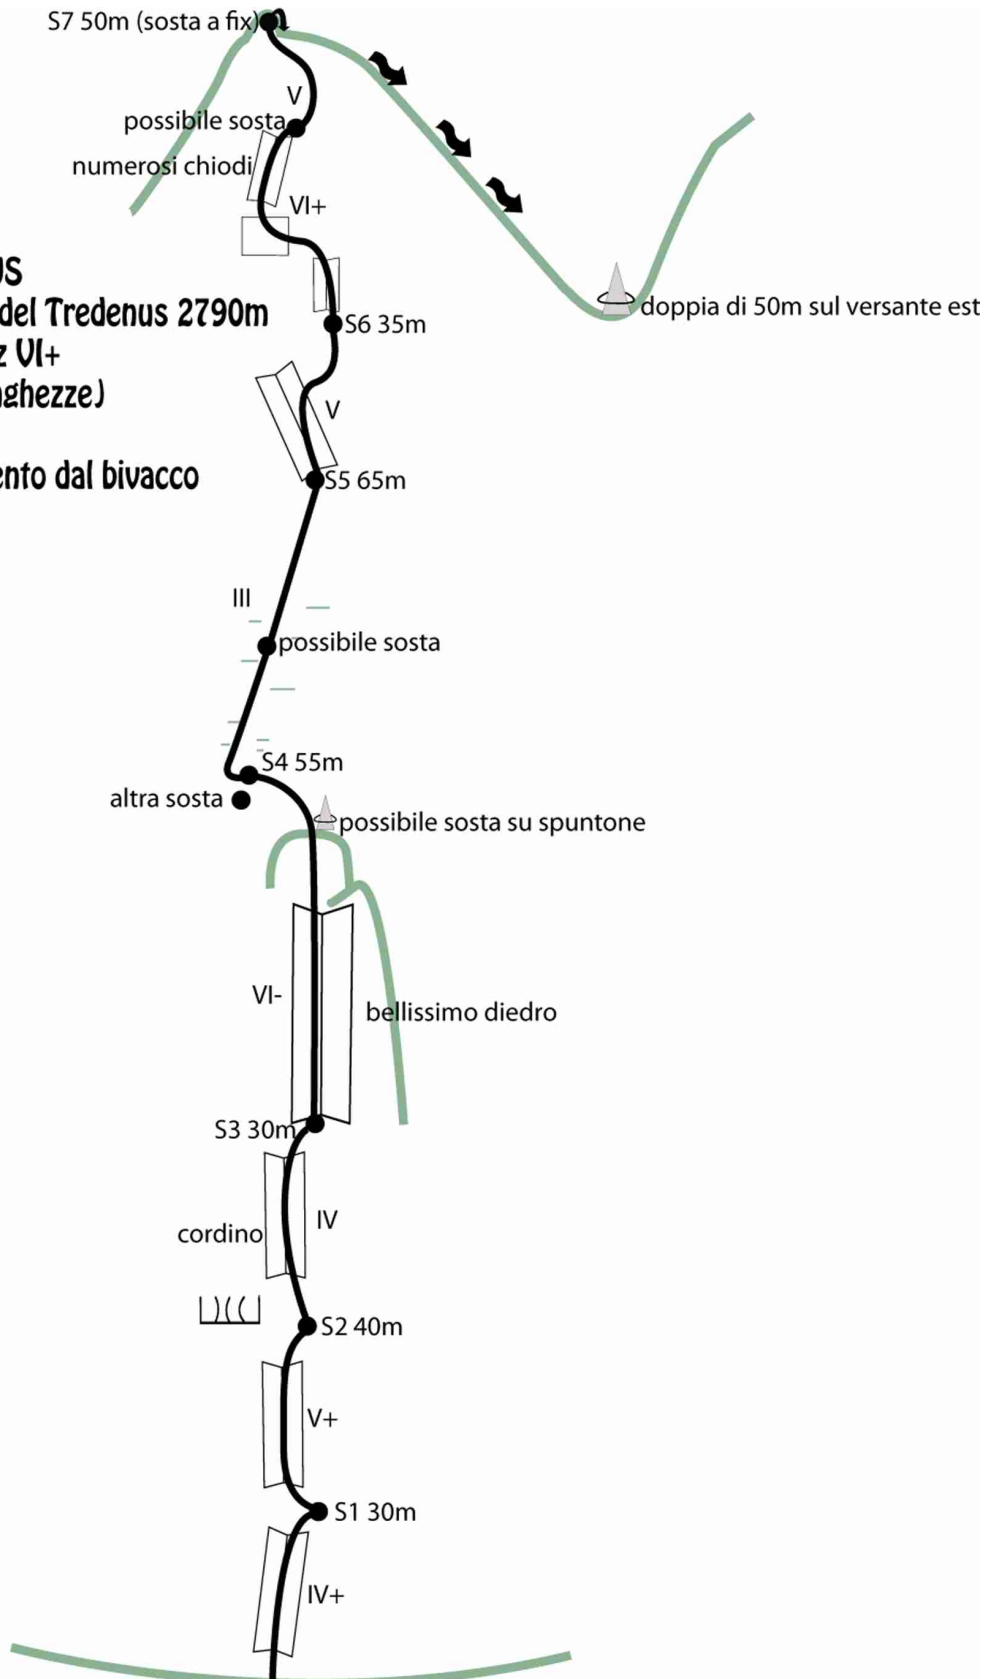 S7 50m (sosta a fix)
V
possibile sosta
numerosi chiodi
VI+
del Tredenus 2790m
VI+
doppia di 50m sul versante est
S6 35m
V
dal bivacco
S5 65m
III
possibile sosta
S4 55m
altra sosta
possibile sosta su spuntone
VI-
bellissimo diedro
S3 30m
IV
cordino
S2 40m
V+
S1 30m
IV+